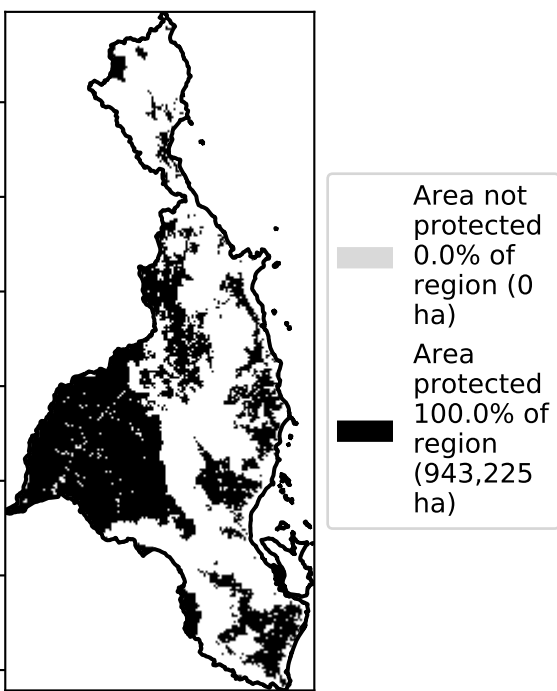 Area not
protected
0.0% of
region (0
ha)
Area
protected
100.0% of
region
(943,225
ha)